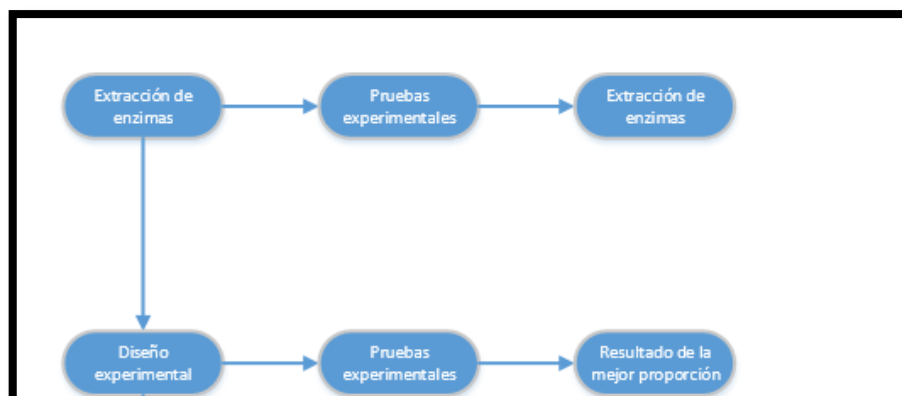 Extracción de
enzimas
Pruebas
experimentales
Extracción de
enzimas
Diseño
experimental
Pruebas
experimentales
Resultado de la
mejor proporción